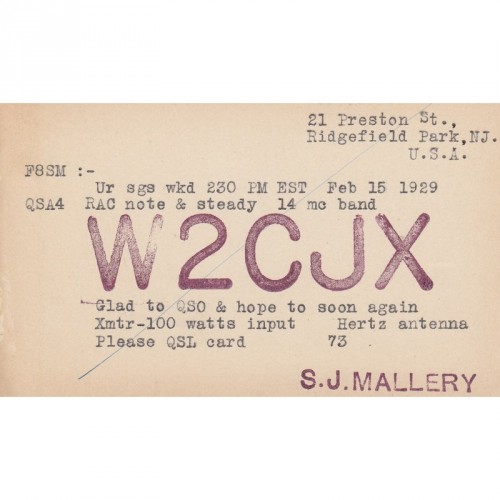 21 Preston St.,
Ridgefield Park,NJ.
U.S.A.
F8SM :-
Ur sgs wkd 230 PM EST Feb 15 1929
QSA4 RAC note & steady 14 mc band
W2CJX
Glad to QSO & hope to soon again
Xmtr-100 watts input Hertz antenna
Please QSL card 73
S.J.MALLERY